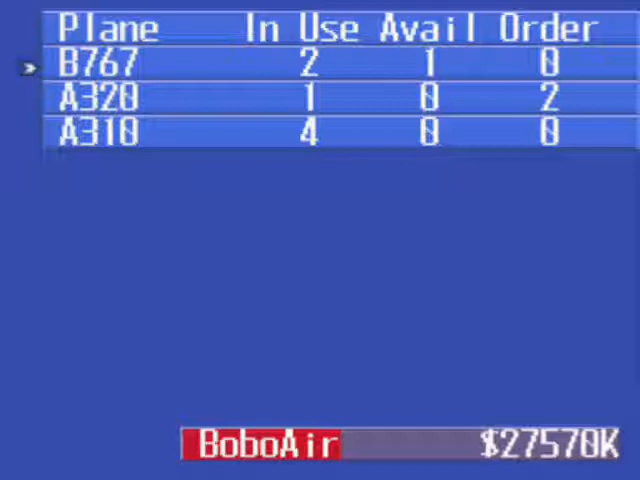 Plane In Use Avail Order
B767 2 1 0
A320 1 0 2
A310 4 0 0
BoboAir $27570K